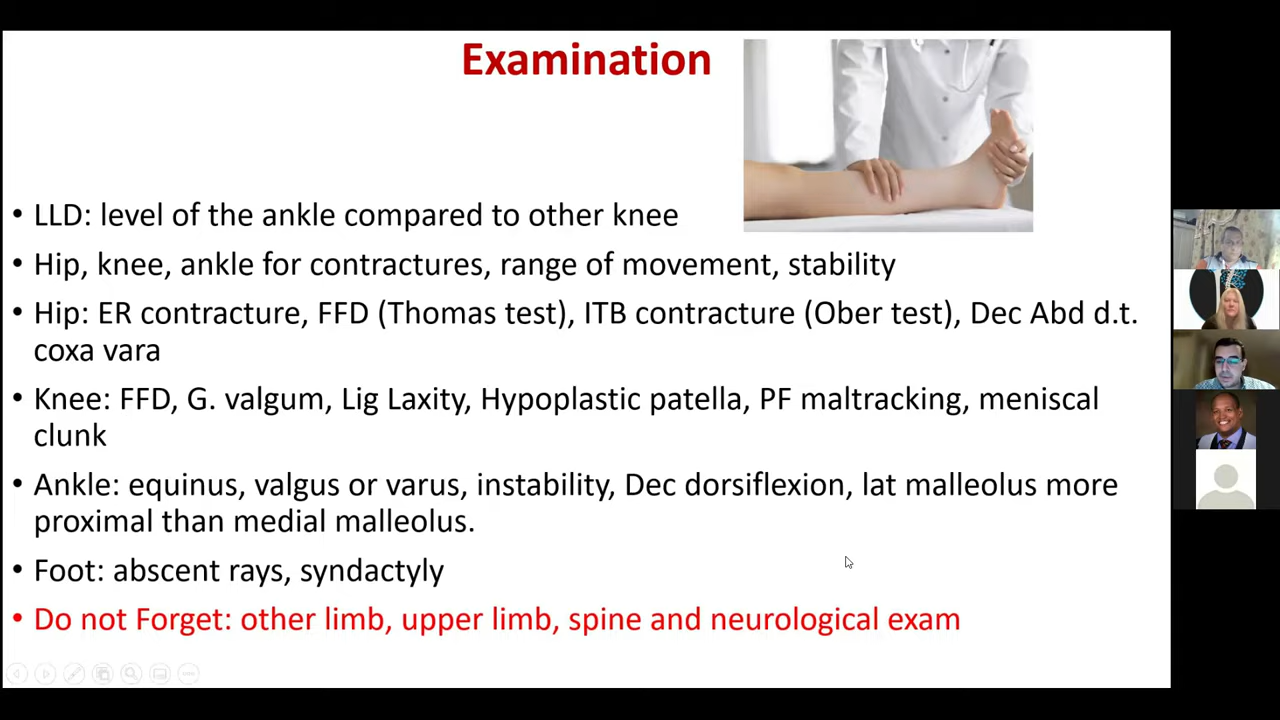 Examination
• LLD: level of the ankle compared to other knee
• Hip, knee, ankle for contractures, range of movement, stability
• Hip: ER contracture, FFD (Thomas test), ITB contracture (Ober test), Dec Abd d.t.
coxa vara
• Knee: FFD, G. valgum, Lig Laxity, Hypoplastic patella, PF maltracking, meniscal
clunk
• Ankle: equinus, valgus or varus, instability, Dec dorsiflexion, lat malleolus more
proximal than medial malleolus.
• Foot: abscent rays, syndactyly
• Do not Forget: other limb, upper limb, spine and neurological exam